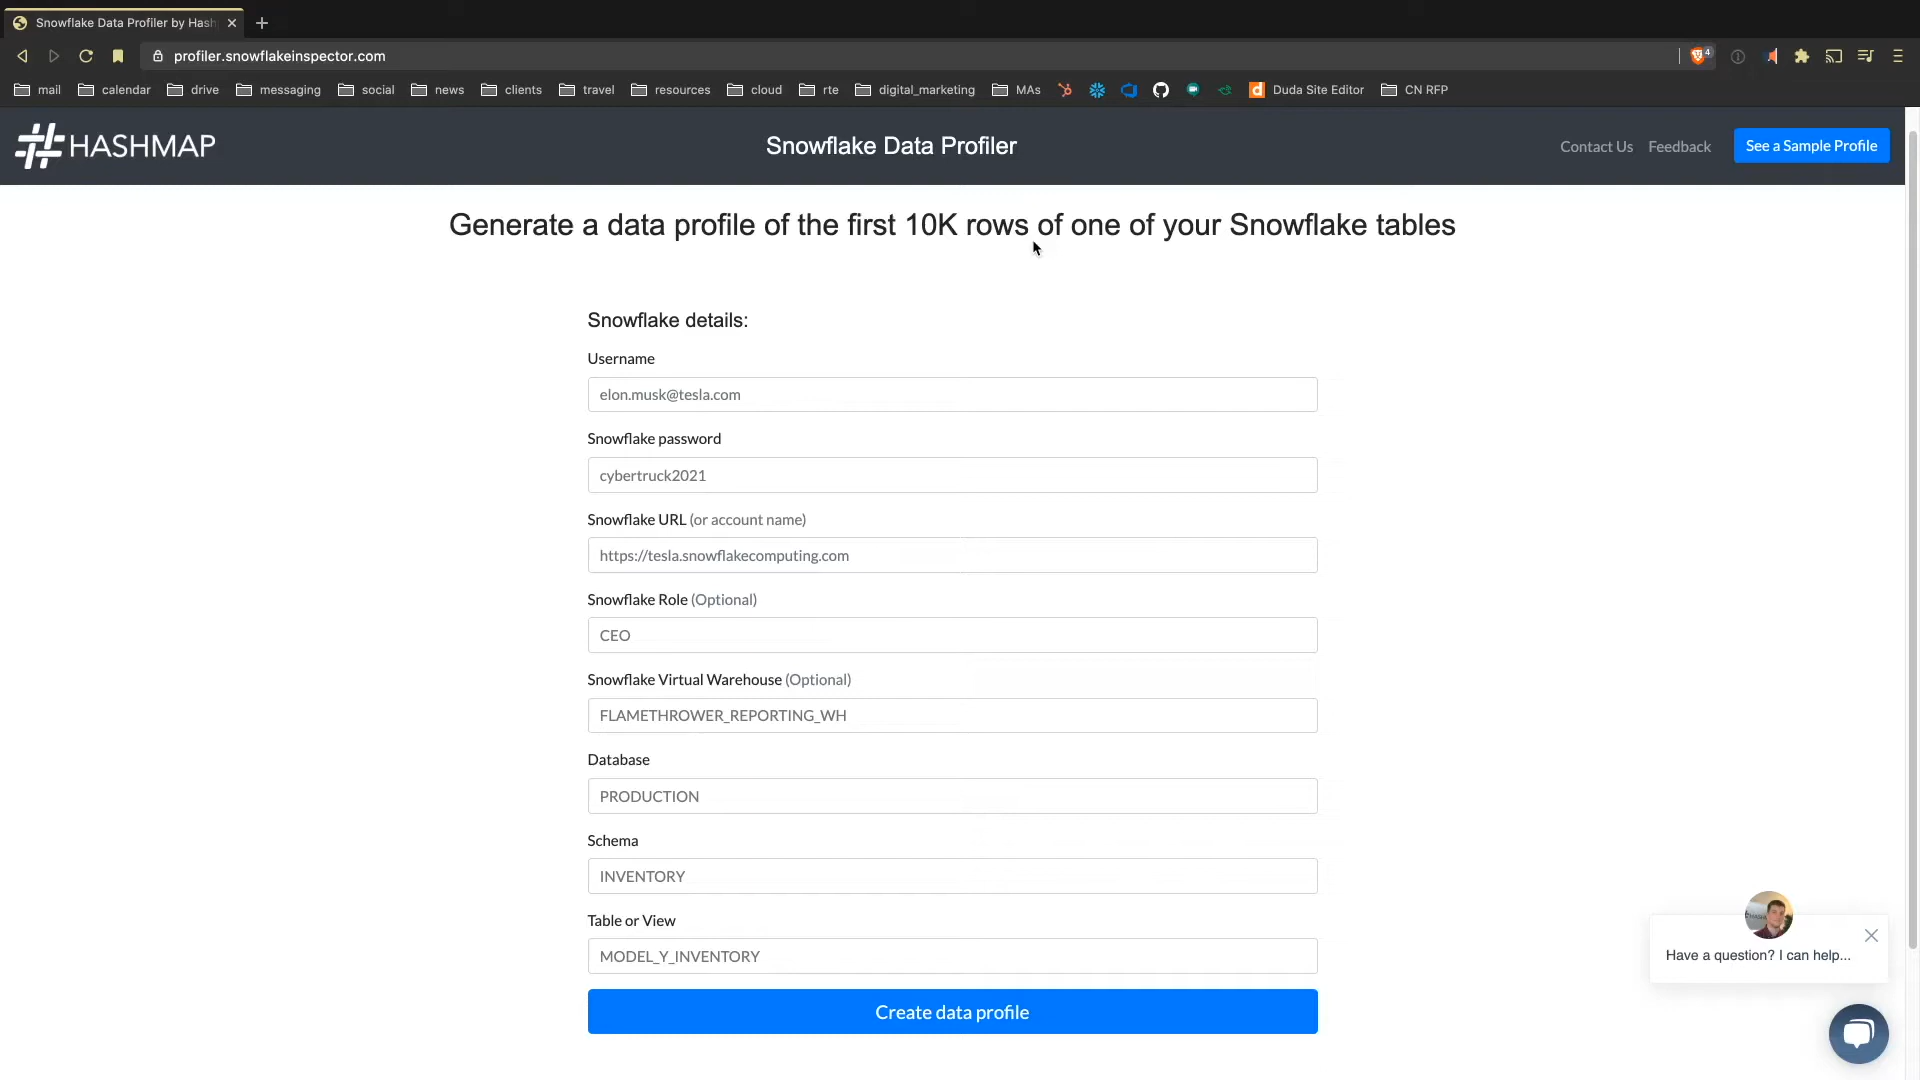 Snowflake Data Profiler by Hash
profiler.snowflakeinspector.com
4
mail calendar drive messaging social news clients travel resources cloud rte digital_marketing MAs Duda Site Editor CN RFP
HASHMAP
Snowflake Data Profiler
Contact Us Feedback See a Sample Profile
Generate a data profile of the first 10K rows of one of your Snowflake tables
Snowflake details:
Username
elon.musk@tesla.com
Snowflake password
cybertruck2021
Snowflake URL (or account name)
https://tesla.snowflakecomputing.com
Snowflake Role (Optional)
CEO
Snowflake Virtual Warehouse (Optional)
FLAMETHROWER_REPORTING_WH
Database
PRODUCTION
Schema
INVENTORY
Table or View
MODEL_Y_INVENTORY
Create data profile
Have a question? I can help...